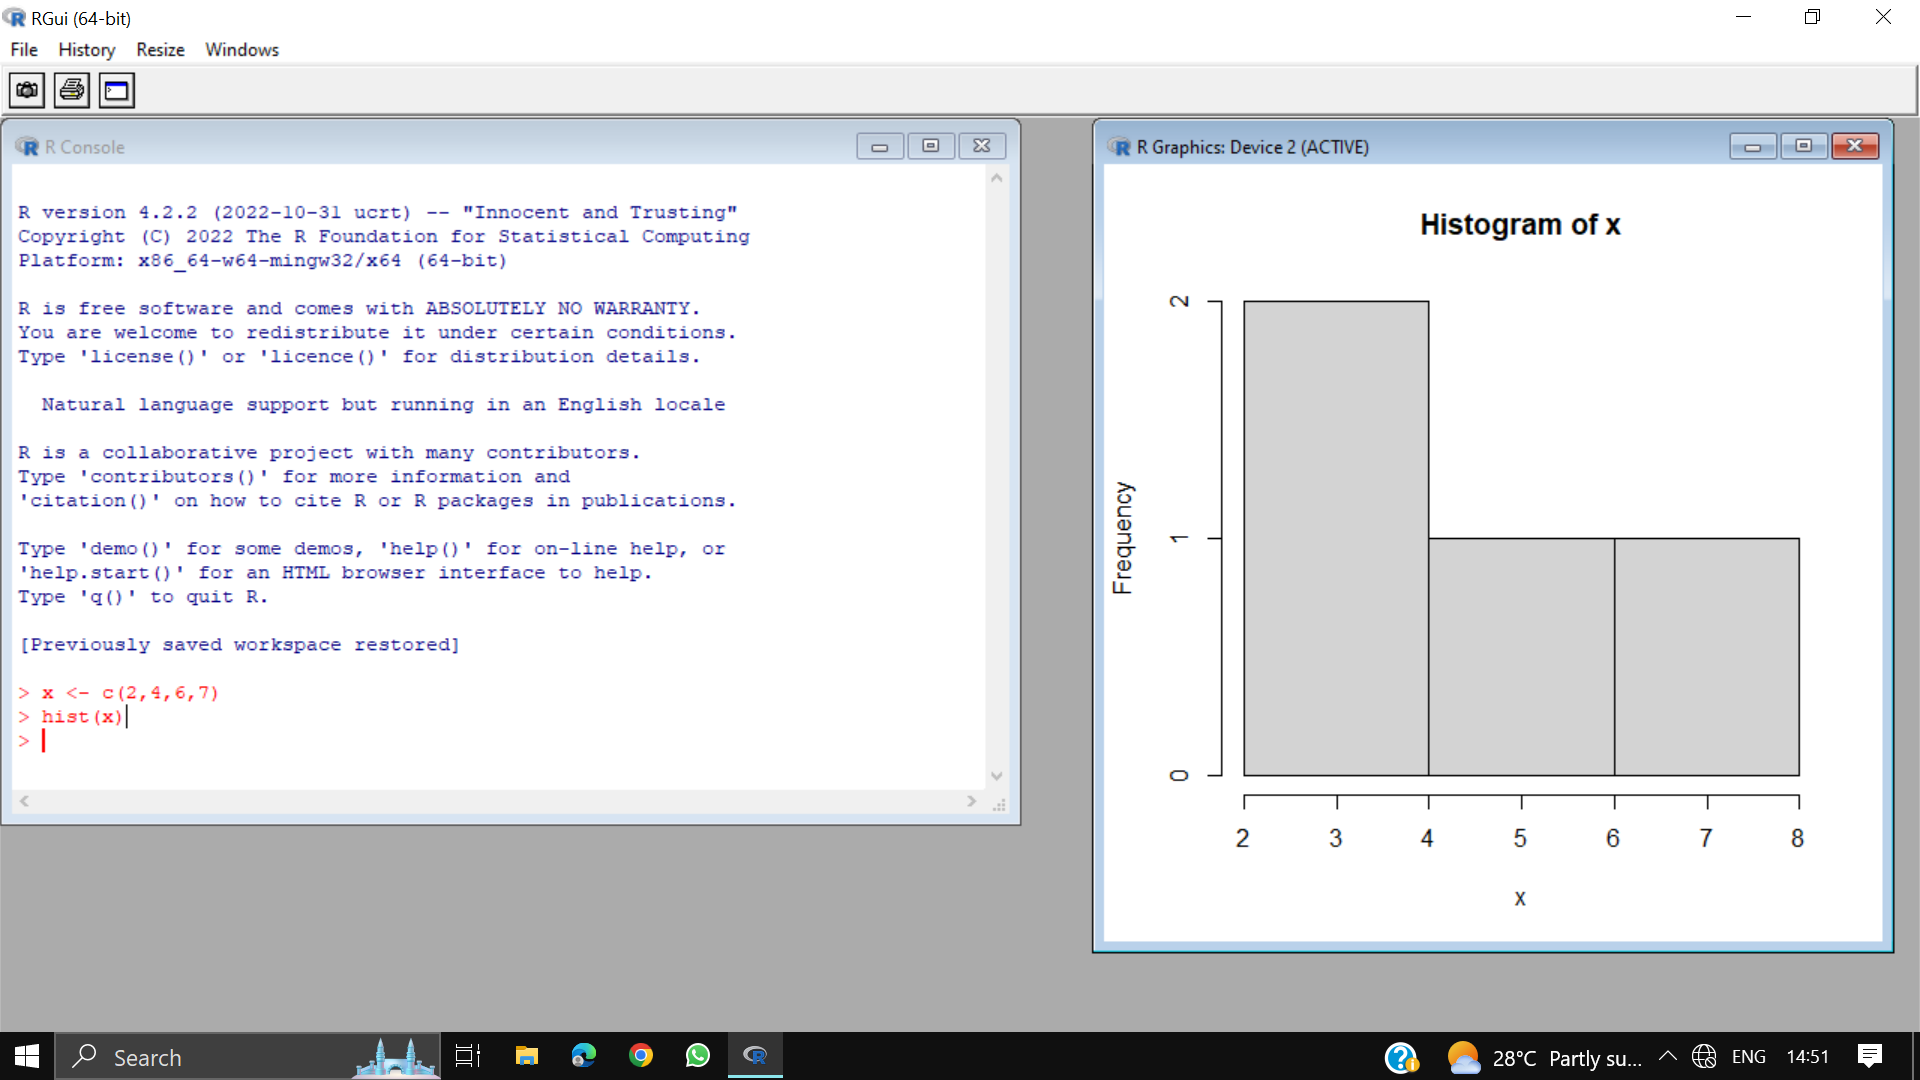 RGui (64-bit)
File History Resize Windows
R Console
R version 4.2.2 (2022-10-31 ucrt) -- "Innocent and Trusting"
Copyright (C) 2022 The R Foundation for Statistical Computing
Platform: x86_64-w64-mingw32/x64 (64-bit)
R is free software and comes with ABSOLUTELY NO WARRANTY.
You are welcome to redistribute it under certain conditions.
Type 'license()' or 'licence()' for distribution details.
Natural language support but running in an English locale
R is a collaborative project with many contributors.
Type 'contributors()' for more information and
'citation()' on how to cite R or R packages in publications.
Type 'demo()' for some demos, 'help()' for on-line help, or
'help.start()' for an HTML browser interface to help.
Type 'q()' to quit R.
[Previously saved workspace restored]
> x <- c(2,4,6,7)
> hist(x)
>
R Graphics: Device 2 (ACTIVE)
Histogram of x
Frequency
2
1
0
2 3 4 5 6 7 8
x
Search
28°C Partly su... ENG 14:51